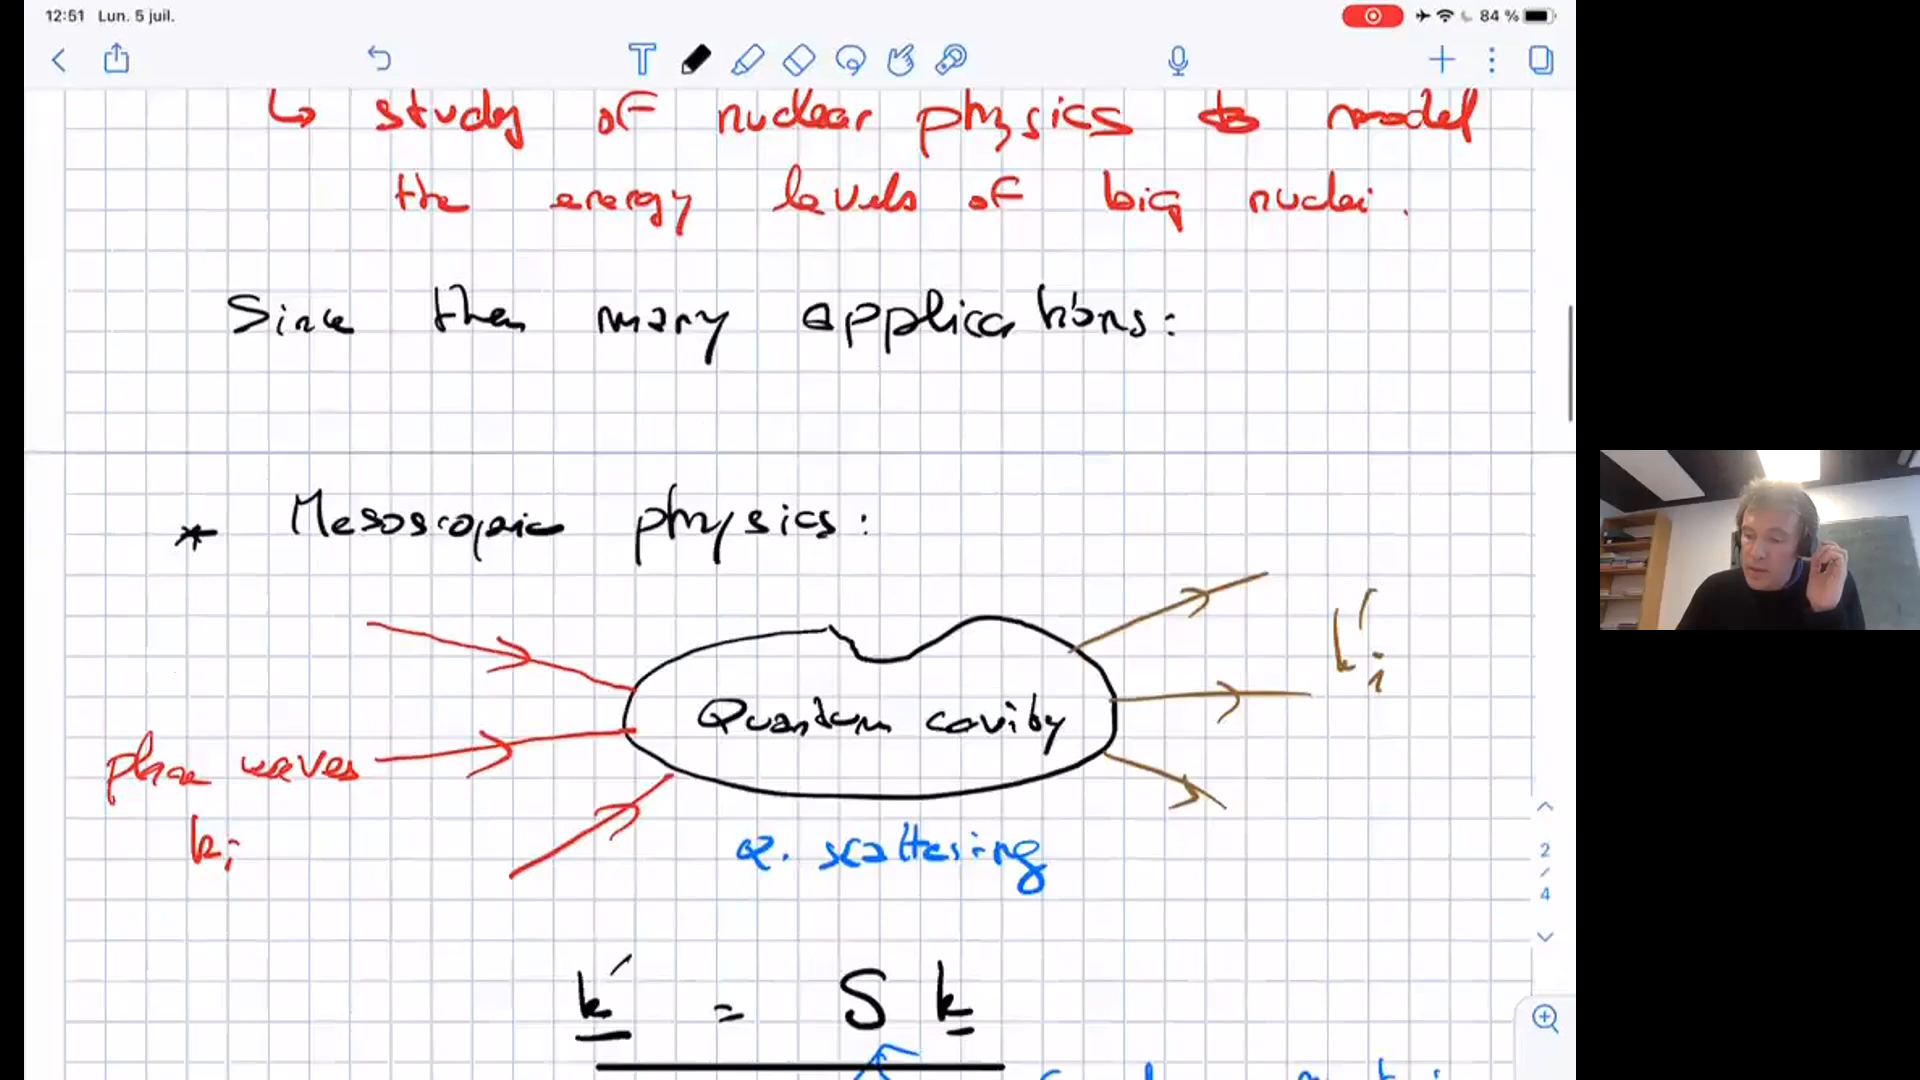 12:51 Lun. 5 juil.
84 %
T
↳ study of nuclear physics to model
the energy levels of big nuclei.
Since then many applications:
* Mesoscopic physics:
k'i
Quantum cavity
plane waves
ki
Q. scattering
2
/
4
k' = S k